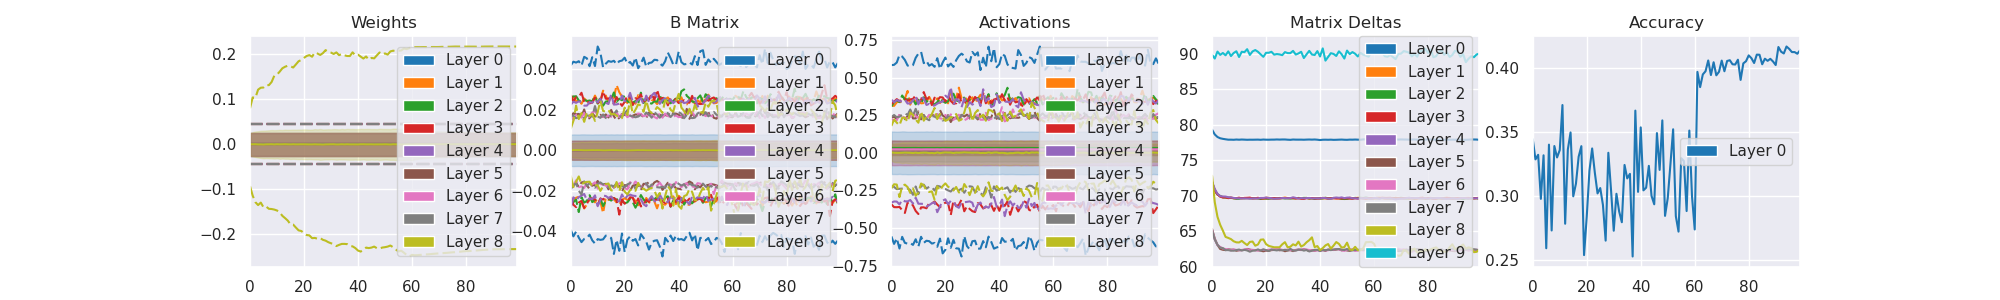 Weights
0.2
0.1
0.0
−0.1
−0.2
0 20 40 60 80
Layer 0
Layer 1
Layer 2
Layer 3
Layer 4
Layer 5
Layer 6
Layer 7
Layer 8
B Matrix
0.04
0.02
0.00
−0.02
−0.04
0 20 40 60 80
Layer 0
Layer 1
Layer 2
Layer 3
Layer 4
Layer 5
Layer 6
Layer 7
Layer 8
Activations
0.75
0.50
0.25
0.00
−0.25
−0.50
−0.75
0 20 40 60 80
Layer 0
Layer 1
Layer 2
Layer 3
Layer 4
Layer 5
Layer 6
Layer 7
Layer 8
Matrix Deltas
90
85
80
75
70
65
60
0 20 40 60 80
Layer 0
Layer 1
Layer 2
Layer 3
Layer 4
Layer 5
Layer 6
Layer 7
Layer 8
Layer 9
Accuracy
0.40
0.35
0.30
0.25
0 20 40 60 80
Layer 0